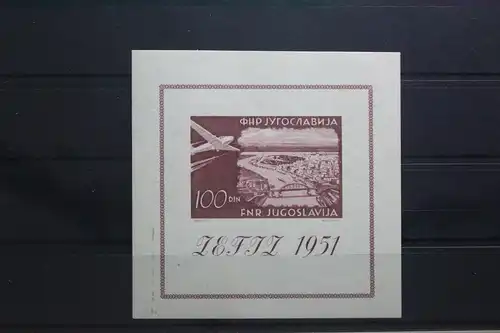 ФНР ЈУГОСЛАВИЈА
100 DIN
FNR JUGOSLAVIJA
ZEFIZ 1951